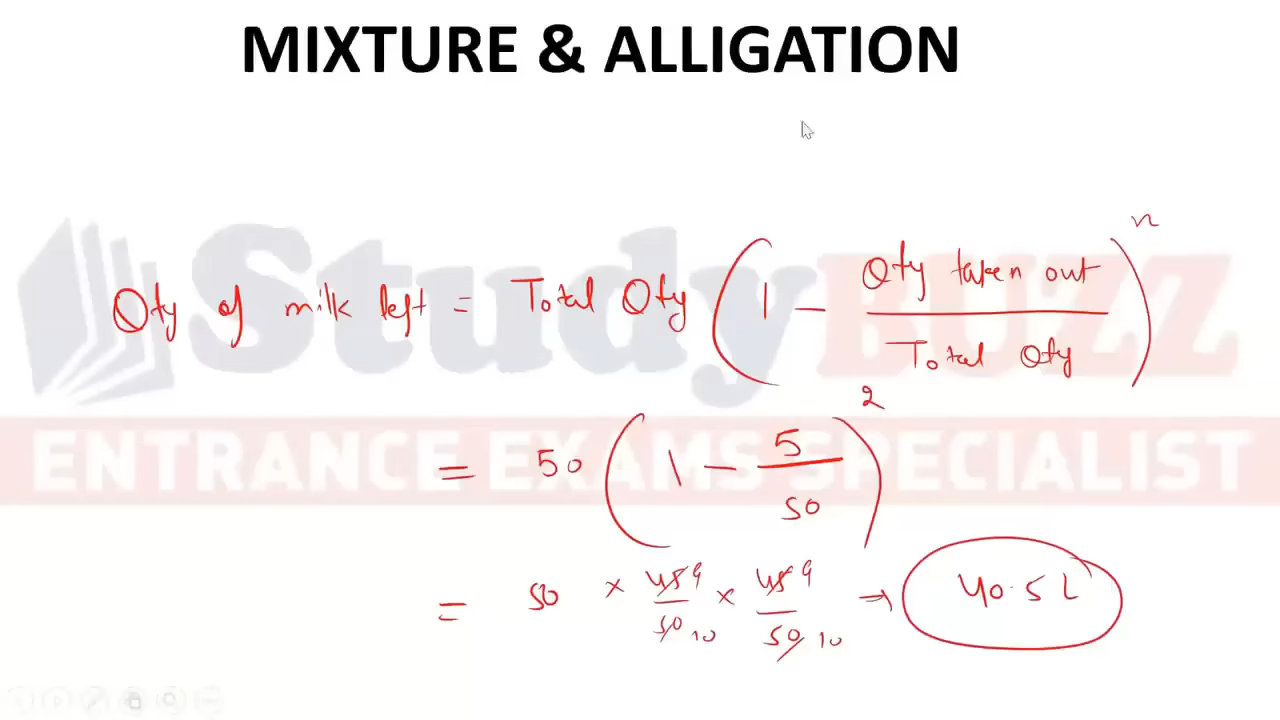 MIXTURE & ALLIGATION
Study BUZZ
ENTRANCE EXAMS SPECIALIST
n
Qty of milk left = Total Qty ( 1 - Qty taken out / Total Qty )
2
= 50 ( 1 - 5 / 50 )
= 50 × 45 9 / 50 10 × 45 9 / 50 10 → 40.5 L